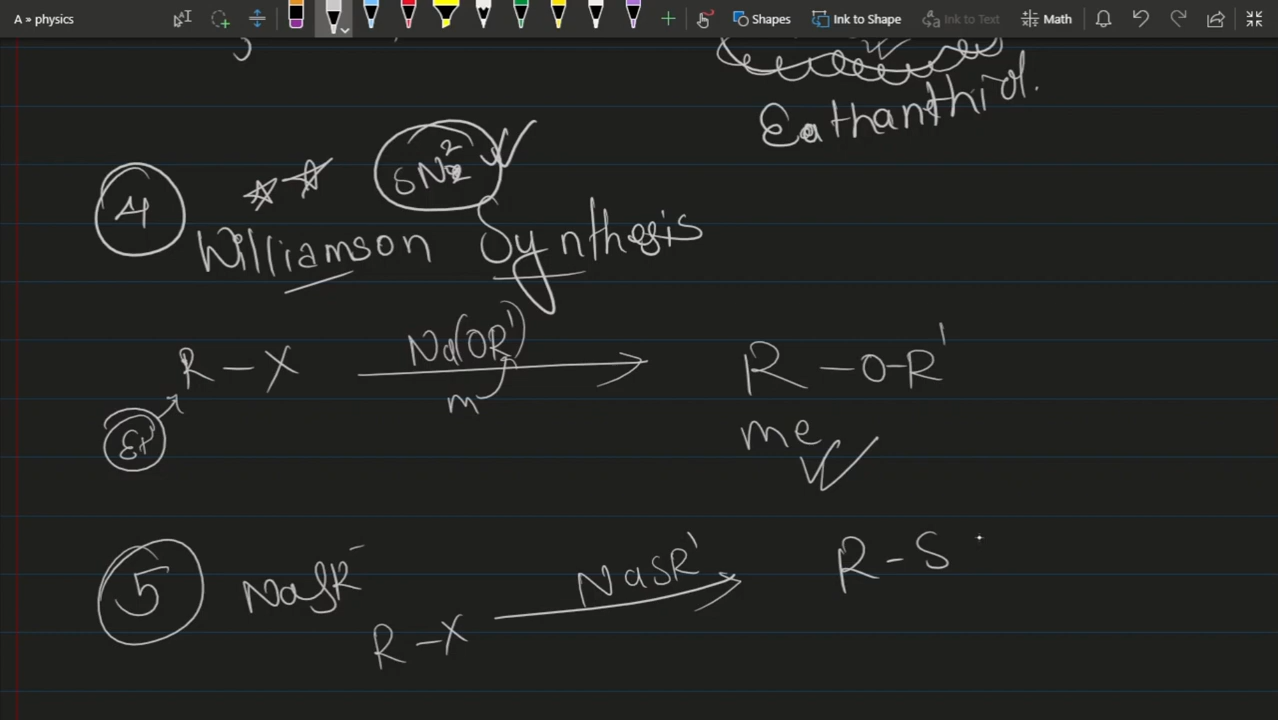 A » physics
Shapes
Ink to Shape
Ink to Text
Math
Eathanthiol.
4
SN2
Williamson Synthesis
R – X
Na(OR')
R – O – R'
Et
me
5
NaSR
R – X
NaSR'
R – S